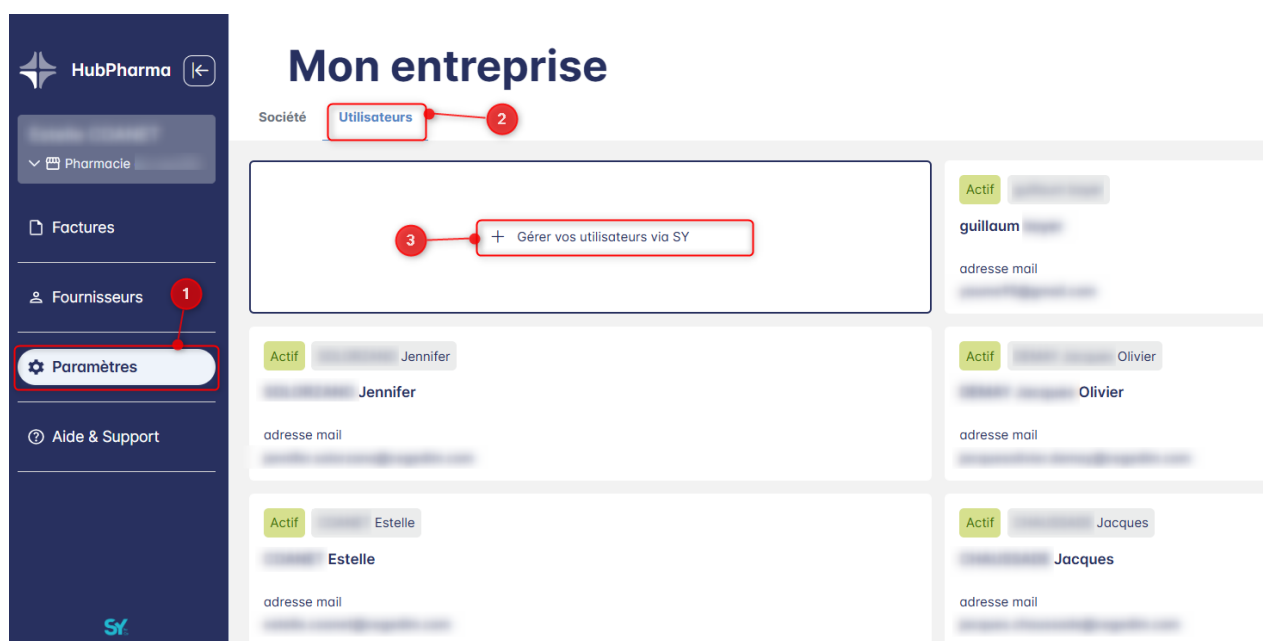 HubPharma
Pharmacie
Factures
Fournisseurs
1
Paramètres
Aide & Support
SY
Mon entreprise
Société
Utilisateurs
2
3
+ Gérer vos utilisateurs via SY
Actif
guillaum
adresse mail
Actif Jennifer
Jennifer
adresse mail
Actif Olivier
Olivier
adresse mail
Actif Estelle
Estelle
adresse mail
Actif Jacques
Jacques
adresse mail